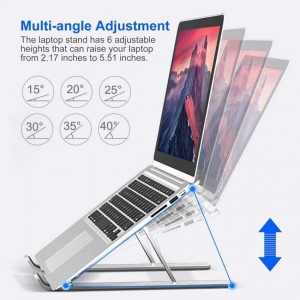 Multi-angle Adjustment
The laptop stand has 6 adjustable
heights that can raise your laptop
from 2.17 inches to 5.51 inches.
15° 20° 25°
30° 35° 40°